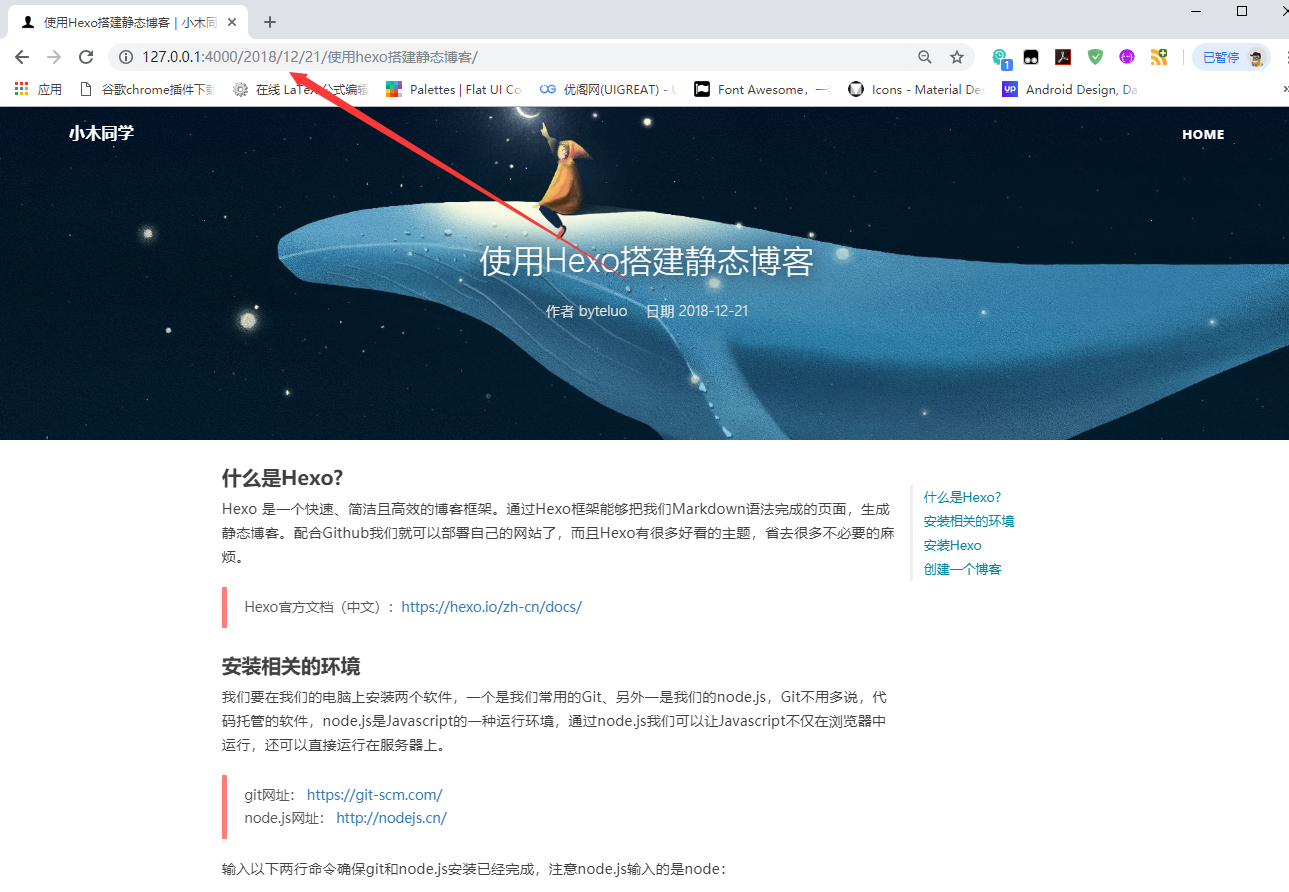 使用Hexo搭建静态博客 | 小木同
127.0.0.1:4000/2018/12/21/使用hexo搭建静态博客/
1
已暂停
应用
谷歌chrome插件下载
在线 LaTeX公式编辑
Palettes | Flat UI Co
优阁网(UIGREAT) -
Font Awesome, 一
Icons - Material De
UP
Android Design, Da
小木同学
HOME
使用Hexo搭建静态博客
作者 byteluo 日期 2018-12-21
什么是Hexo?
Hexo 是一个快速、简洁且高效的博客框架。通过Hexo框架能够把我们Markdown语法完成的页面，生成
静态博客。配合Github我们就可以部署自己的网站了，而且Hexo有很多好看的主题，省去很多不必要的麻
烦。
Hexo官方文档（中文）: https://hexo.io/zh-cn/docs/
什么是Hexo?
安装相关的环境
安装Hexo
创建一个博客
安装相关的环境
我们要在我们的电脑上安装两个软件，一个是我们常用的Git、另外一是我们的node.js，Git不用多说，代
码托管的软件，node.js是Javascript的一种运行环境，通过node.js我们可以让Javascript不仅在浏览器中
运行，还可以直接运行在服务器上。
git网址： https://git-scm.com/
node.js网址： http://nodejs.cn/
输入以下两行命令确保git和node.js安装已经完成，注意node.js输入的是node：